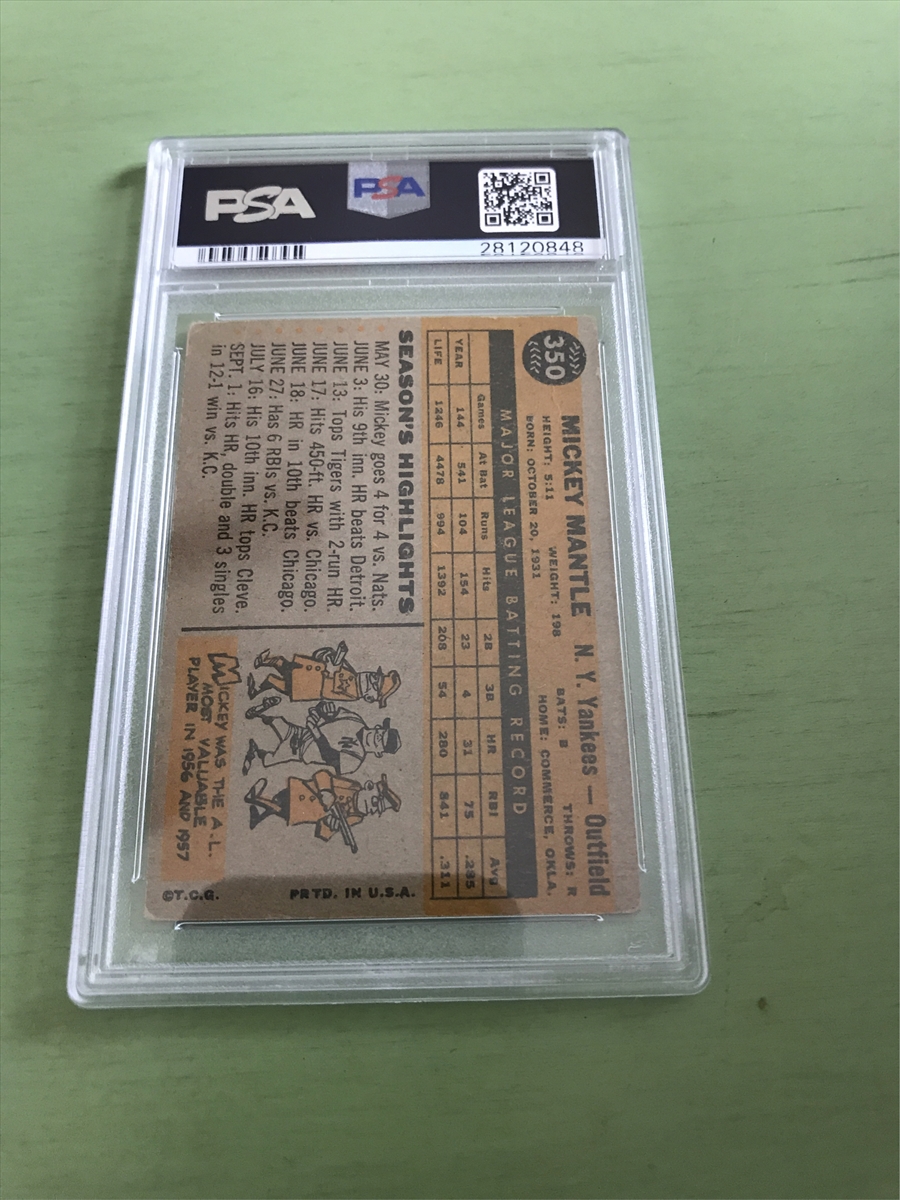 PSA
PSA
28120848
350
MICKEY MANTLE N. Y. Yankees — Outfield
HEIGHT: 5:11 WEIGHT: 198 BATS: B THROWS: R
BORN: OCTOBER 20, 1931 HOME: COMMERCE, OKLA.
MAJOR LEAGUE BATTING RECORD
Games At Bat Runs Hits 2B 3B HR RBI Avg
YEAR 144 541 104 154 23 4 31 75 .285
LIFE 1246 4478 994 1392 208 54 280 841 .311
SEASON'S HIGHLIGHTS
MAY 30: Mickey goes 4 for 4 vs. Nats.
JUNE 3: His 9th inn. HR beats Detroit.
JUNE 13: Tops Tigers with 2-run HR.
JUNE 17: Hits 450-ft. HR vs. Chicago.
JUNE 18: HR in 10th beats Chicago.
JUNE 27: Has 6 RBIs vs. K.C.
JULY 16: His 10th inn. HR tops Cleve.
SEPT. 1: Hits HR, double and 3 singles
in 12-1 win vs. K.C.
NY
MICKEY WAS THE A.L.
MOST VALUABLE
PLAYER IN 1956 AND 1957
©T.C.G. PRTD. IN U.S.A.